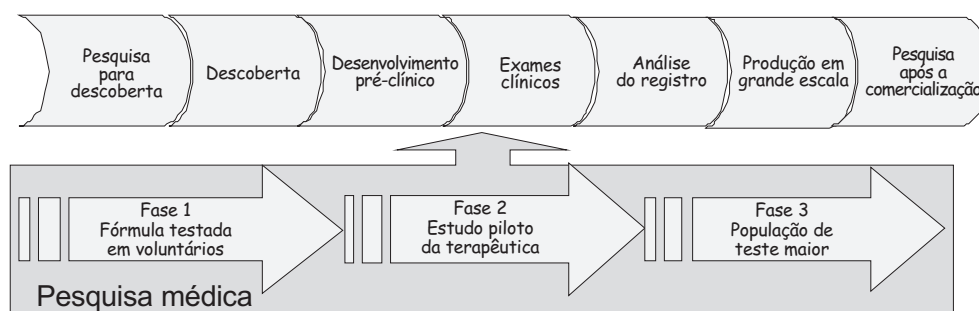 Pesquisa
para
descoberta
Descoberta
Desenvolvimento
pré-clínico
Exames
clínicos
Análise
do registro
Produção em
grande escala
Pesquisa
após a
comercialização
Fase 1
Fórmula testada
em voluntários
Fase 2
Estudo piloto
da terapêutica
Fase 3
População de
teste maior
Pesquisa médica